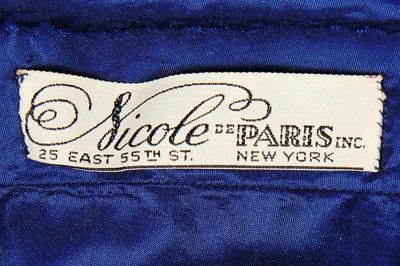 Nicole DE PARIS INC.
25 EAST 55TH ST. NEW YORK